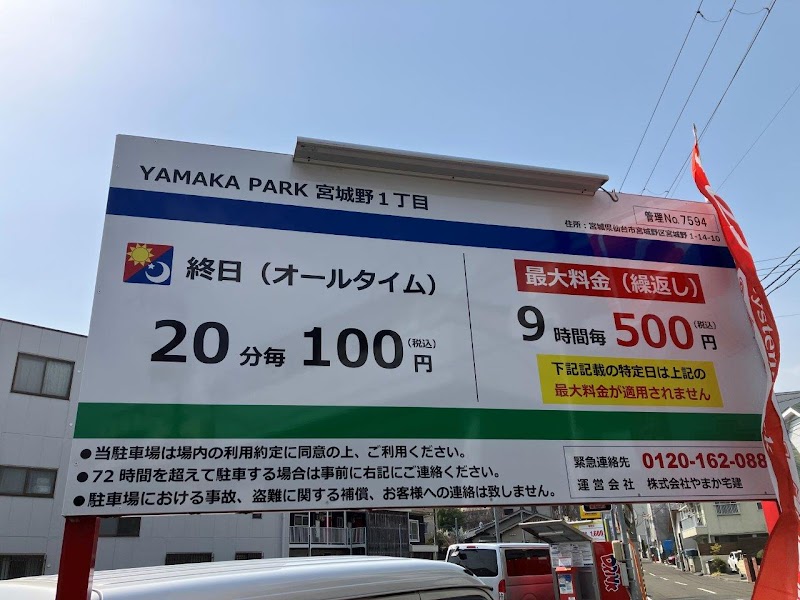 YAMAKA PARK 宮城野1丁目
管理No.7594
住所：宮城県仙台市宮城野区宮城野 1-14-10
終日（オールタイム）
20分毎 100円 (税込)
最大料金（繰返し）
9時間毎 500円 (税込)
下記記載の特定日は上記の
最大料金が適用されません
●当駐車場は場内の利用約定に同意の上、ご利用ください。
●72 時間を超えて駐車する場合は事前に右記にご連絡ください。
●駐車場における事故、盗難に関する補償、お客様への連絡は致しません。
緊急連絡先 0120-162-088
運営会社 株式会社やまか宅建